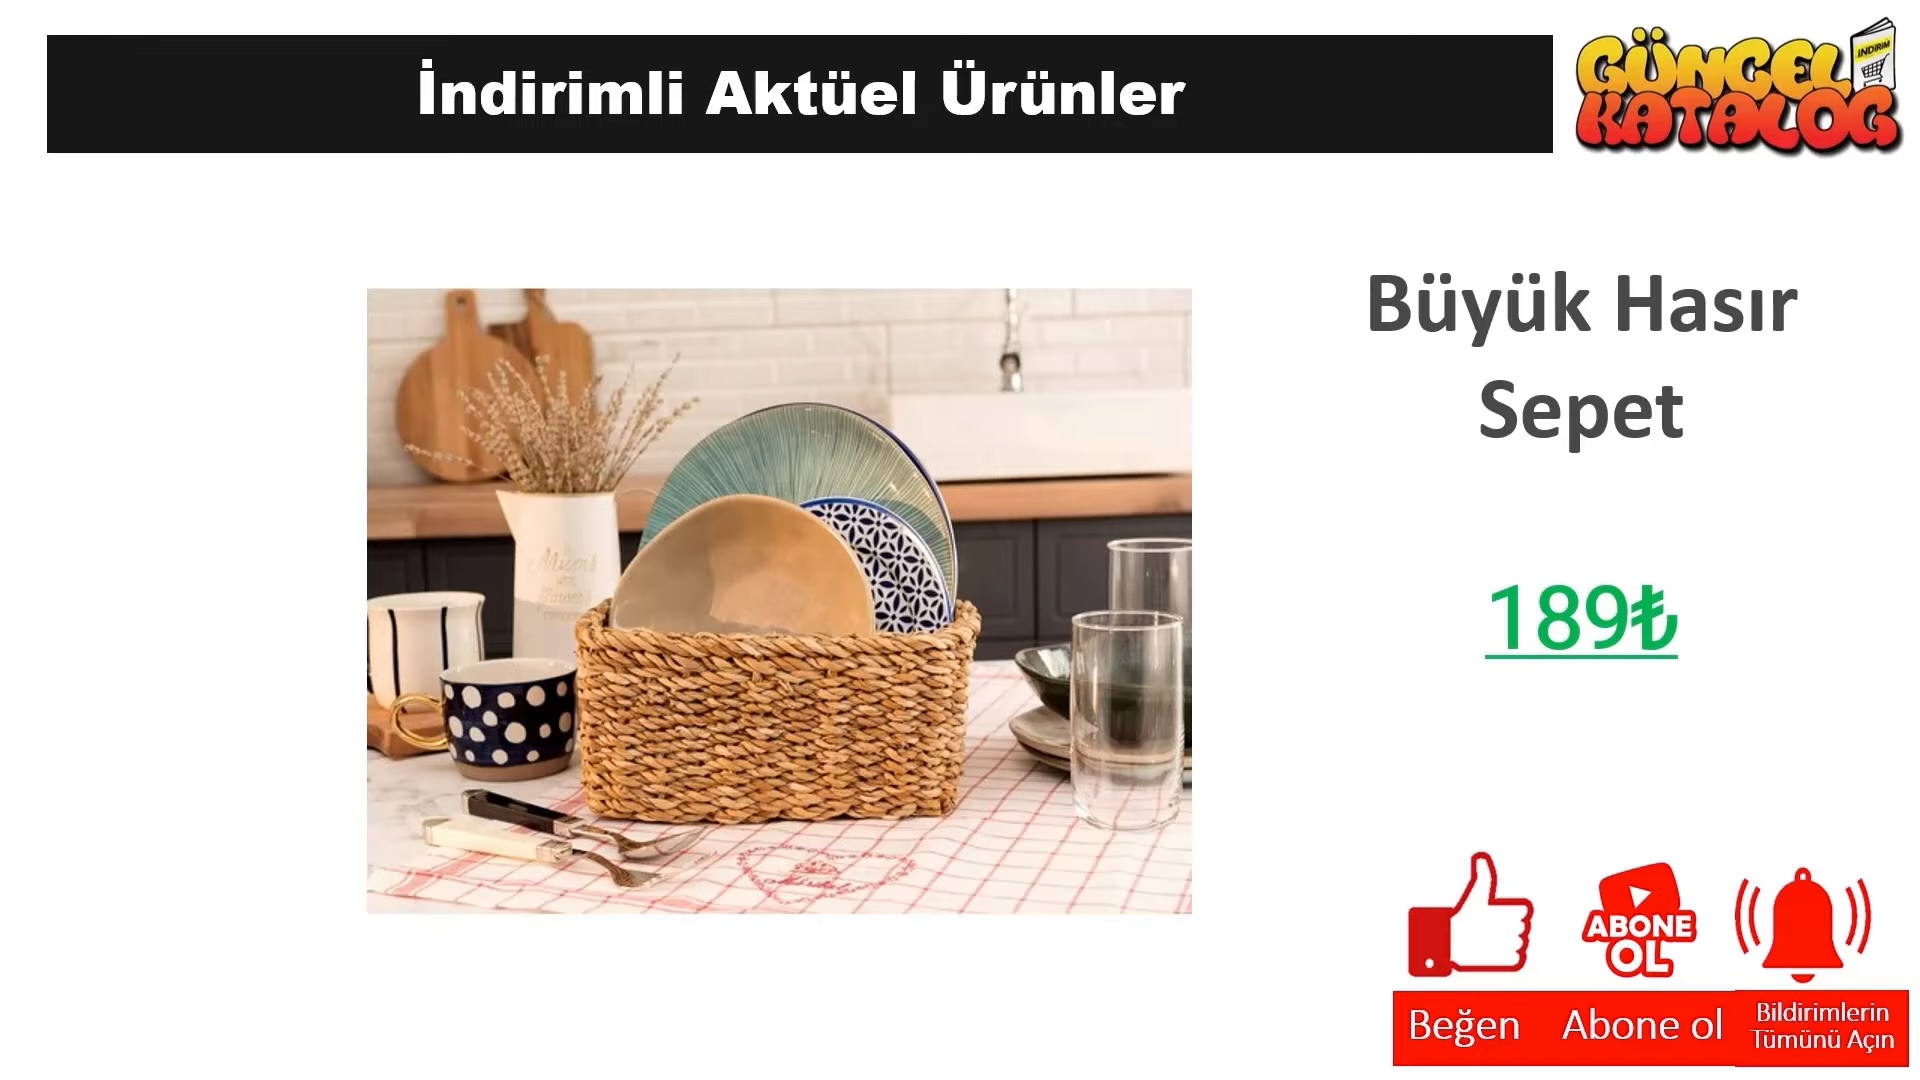 İndirimli Aktüel Ürünler
GÜNCEL
KATALOG
İNDİRİM
Büyük Hasır
Sepet
189₺
ABONE
OL
Beğen
Abone ol
Bildirimlerin
Tümünü Açın